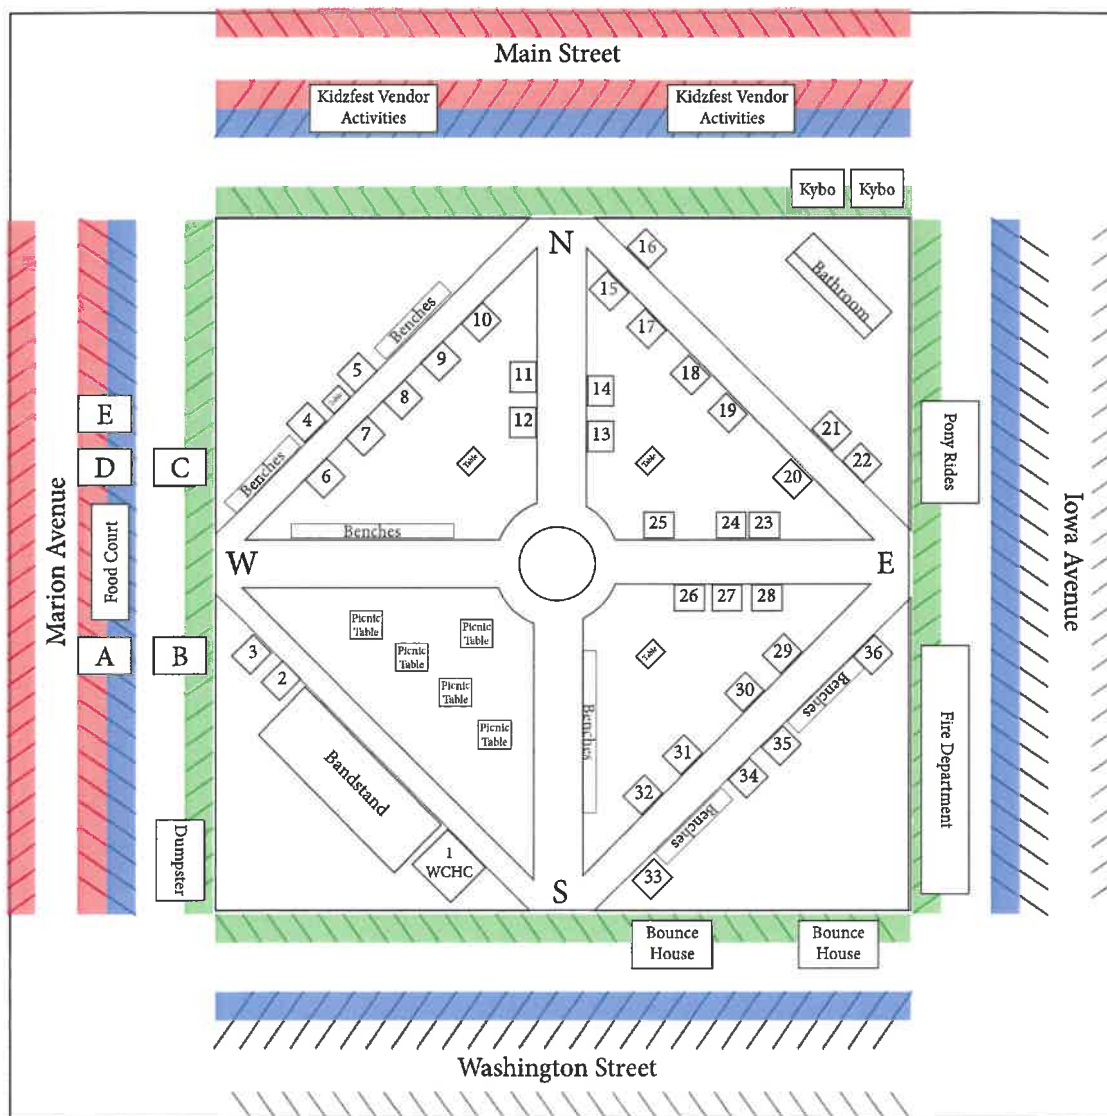 Main Street
Kidzfest Vendor
Activities
Kidzfest Vendor
Activities
Kybo
Kybo
N
16
Bathroom
15
Benches
10
17
5
9
11
18
14
Table
8
19
4
12
E
7
13
21
Benches
Table
Table
22
Pony Rides
D
C
6
20
Marion Avenue
Food Court
Benches
25
24
23
W
E
Iowa Avenue
26
27
28
Picnic
Table
Picnic
Table
Picnic
Table
Table
29
36
A
B
3
2
Picnic
Table
30
Benches
Picnic
Table
Benches
31
35
Fire Department
Bandstand
34
32
Benches
Dumpster
1
WCHC
33
S
Bounce
House
Bounce
House
Washington Street